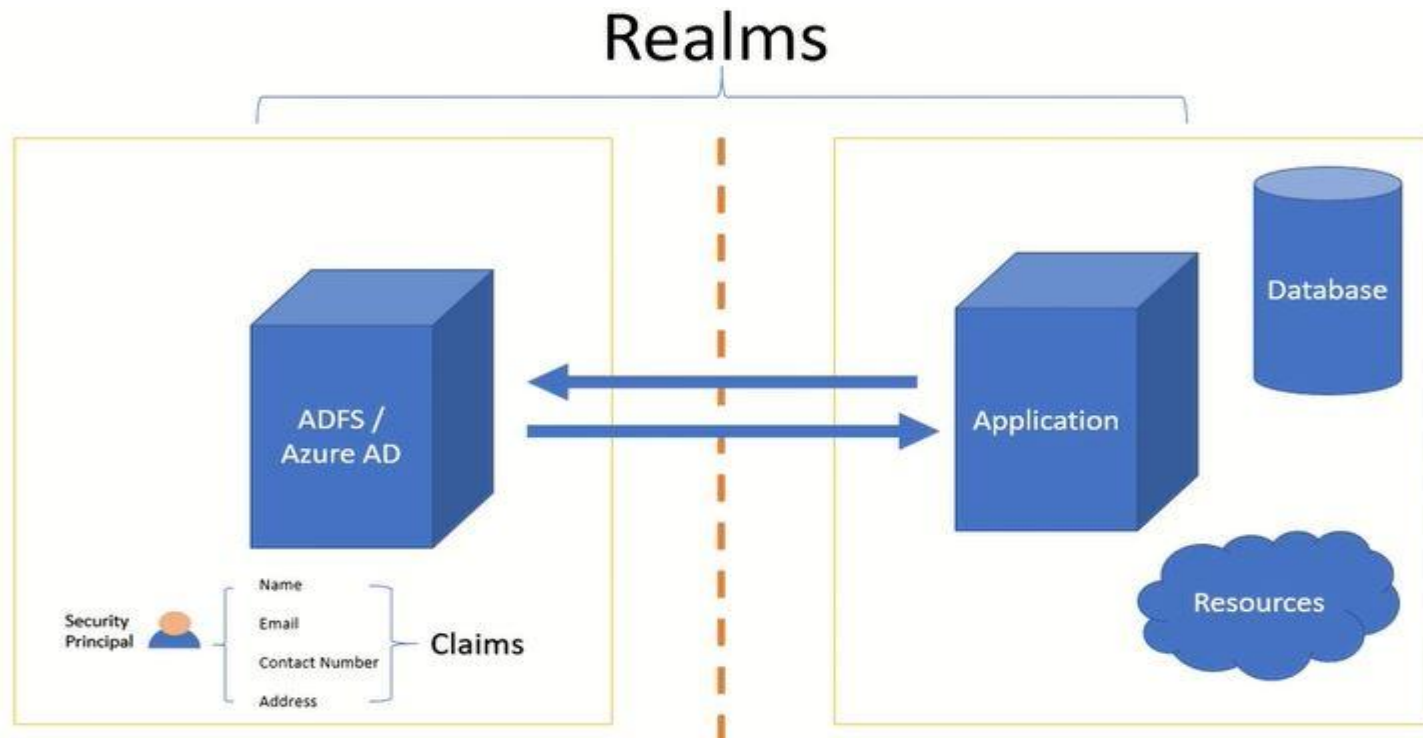 Realms
ADFS /
Azure AD
Application
Database
Resources
Security
Principal
Name
Email
Contact Number
Address
Claims